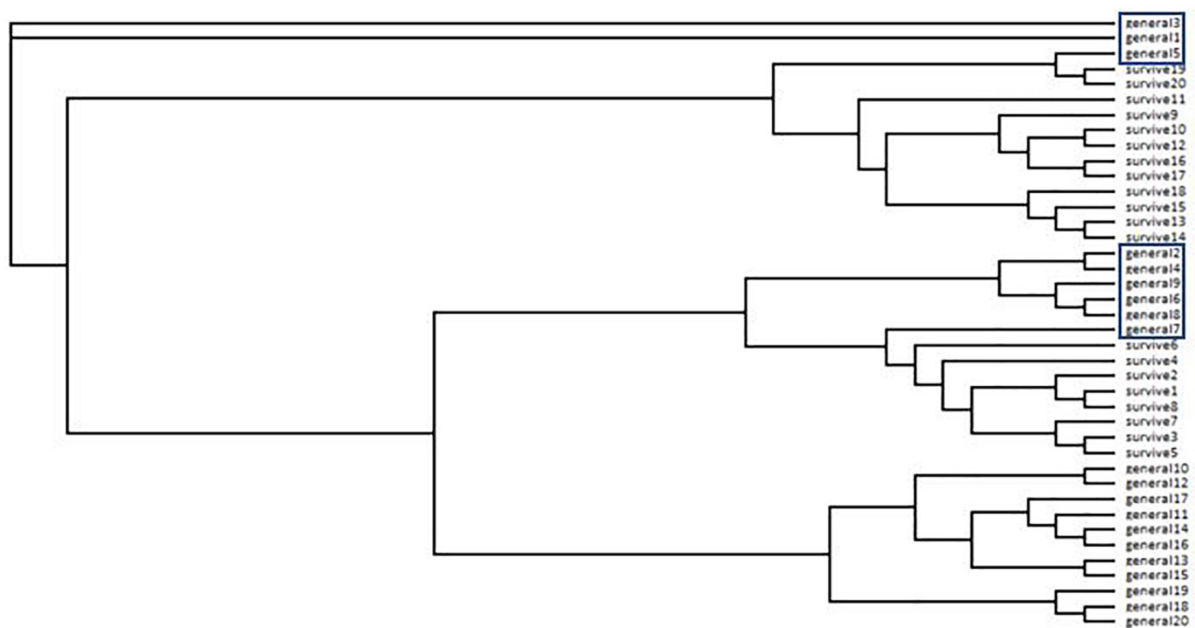 general3
general1
general5
survive19
survive20
survive11
survive9
survive10
survive12
survive16
survive17
survive18
survive15
survive13
survive14
general2
general4
general9
general6
general8
general7
survive6
survive4
survive2
survive1
survive8
survive7
survive3
survive5
general10
general12
general17
general11
general14
general16
general13
general15
general19
general18
general20